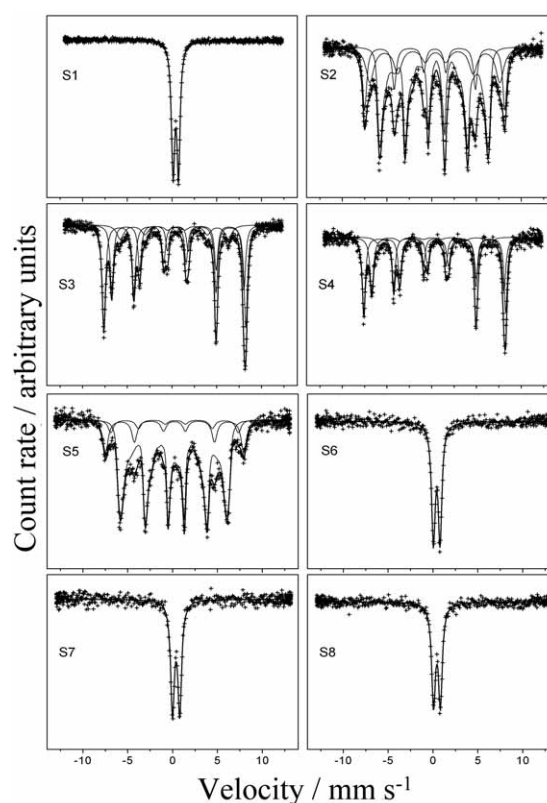 Count rate / arbitrary units
S1
S2
S3
S4
S5
S6
S7
S8
-10 -5 0 5 10
-10 -5 0 5 10
Velocity / mm s-1